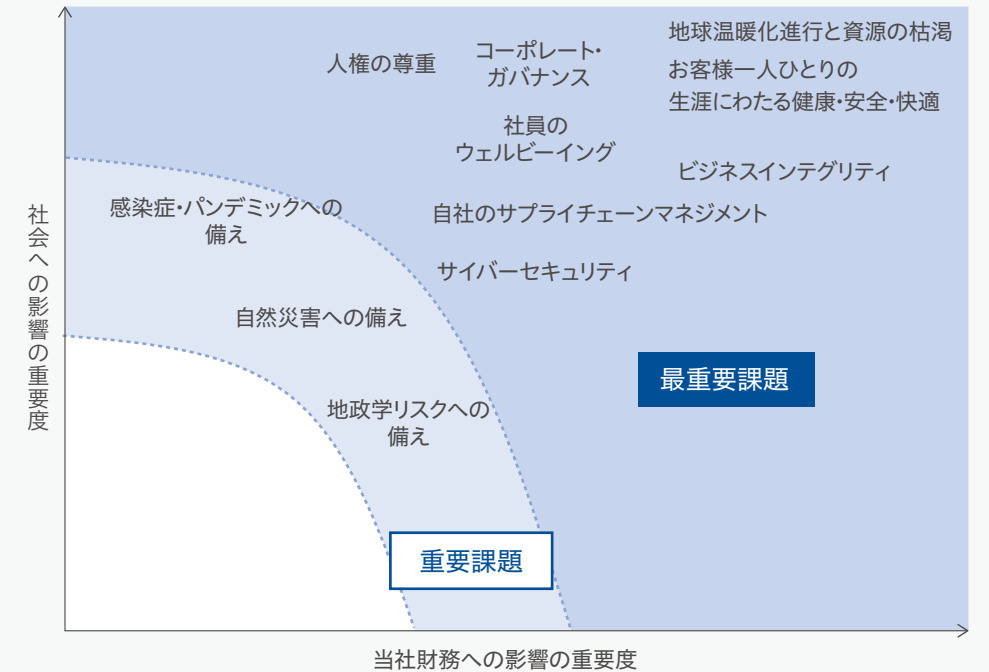 地球温暖化進行と資源の枯渇
人権の尊重
コーポレート・
ガバナンス
お客様一人ひとりの
生涯にわたる健康・安全・快適
社員の
ウェルビーイング
ビジネスインテグリティ
感染症・パンデミックへの
備え
自社のサプライチェーンマネジメント
サイバーセキュリティ
自然災害への備え
最重要課題
地政学リスクへの
備え
重要課題
社会への影響の重要度
当社財務への影響の重要度